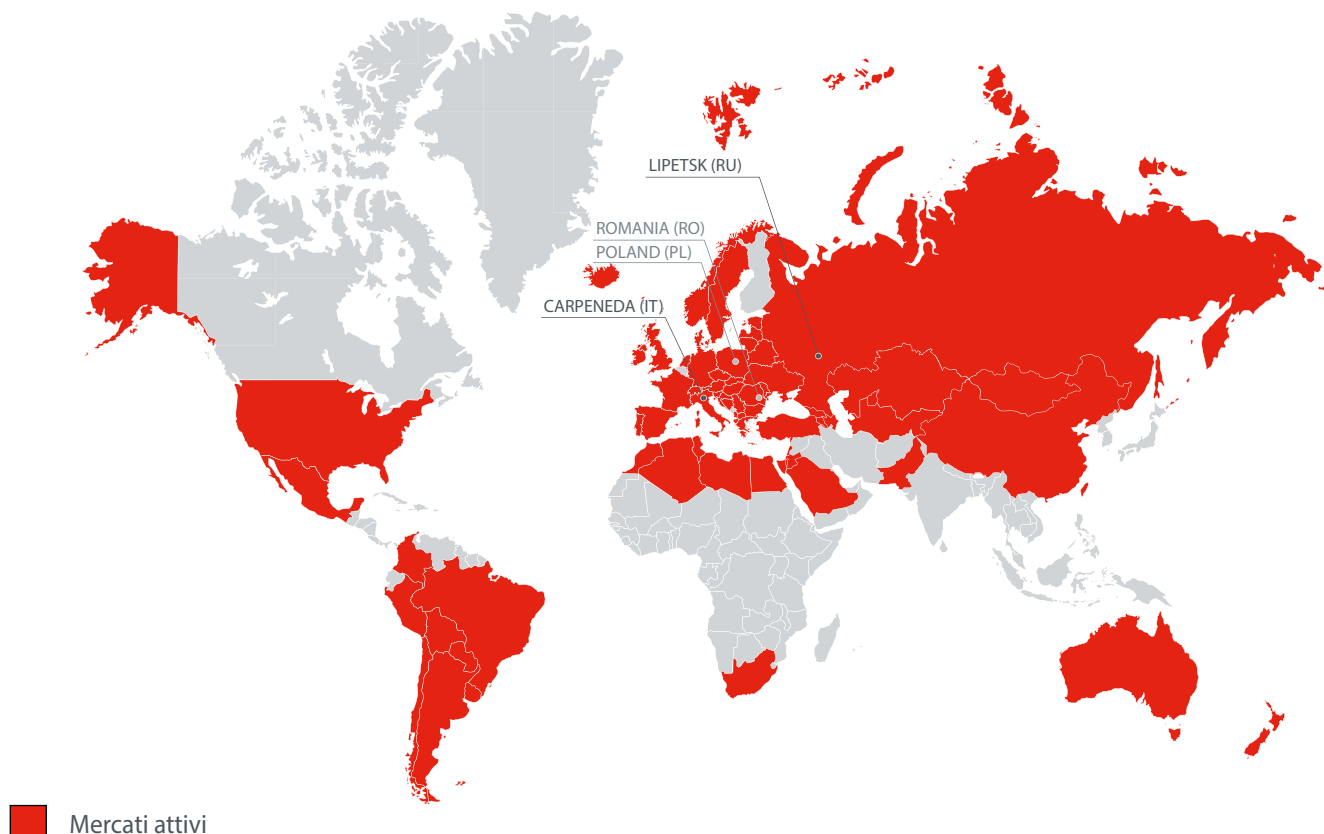 LIPETSK (RU)
ROMANIA (RO)
POLAND (PL)
CARPENEDA (IT)
Mercati attivi